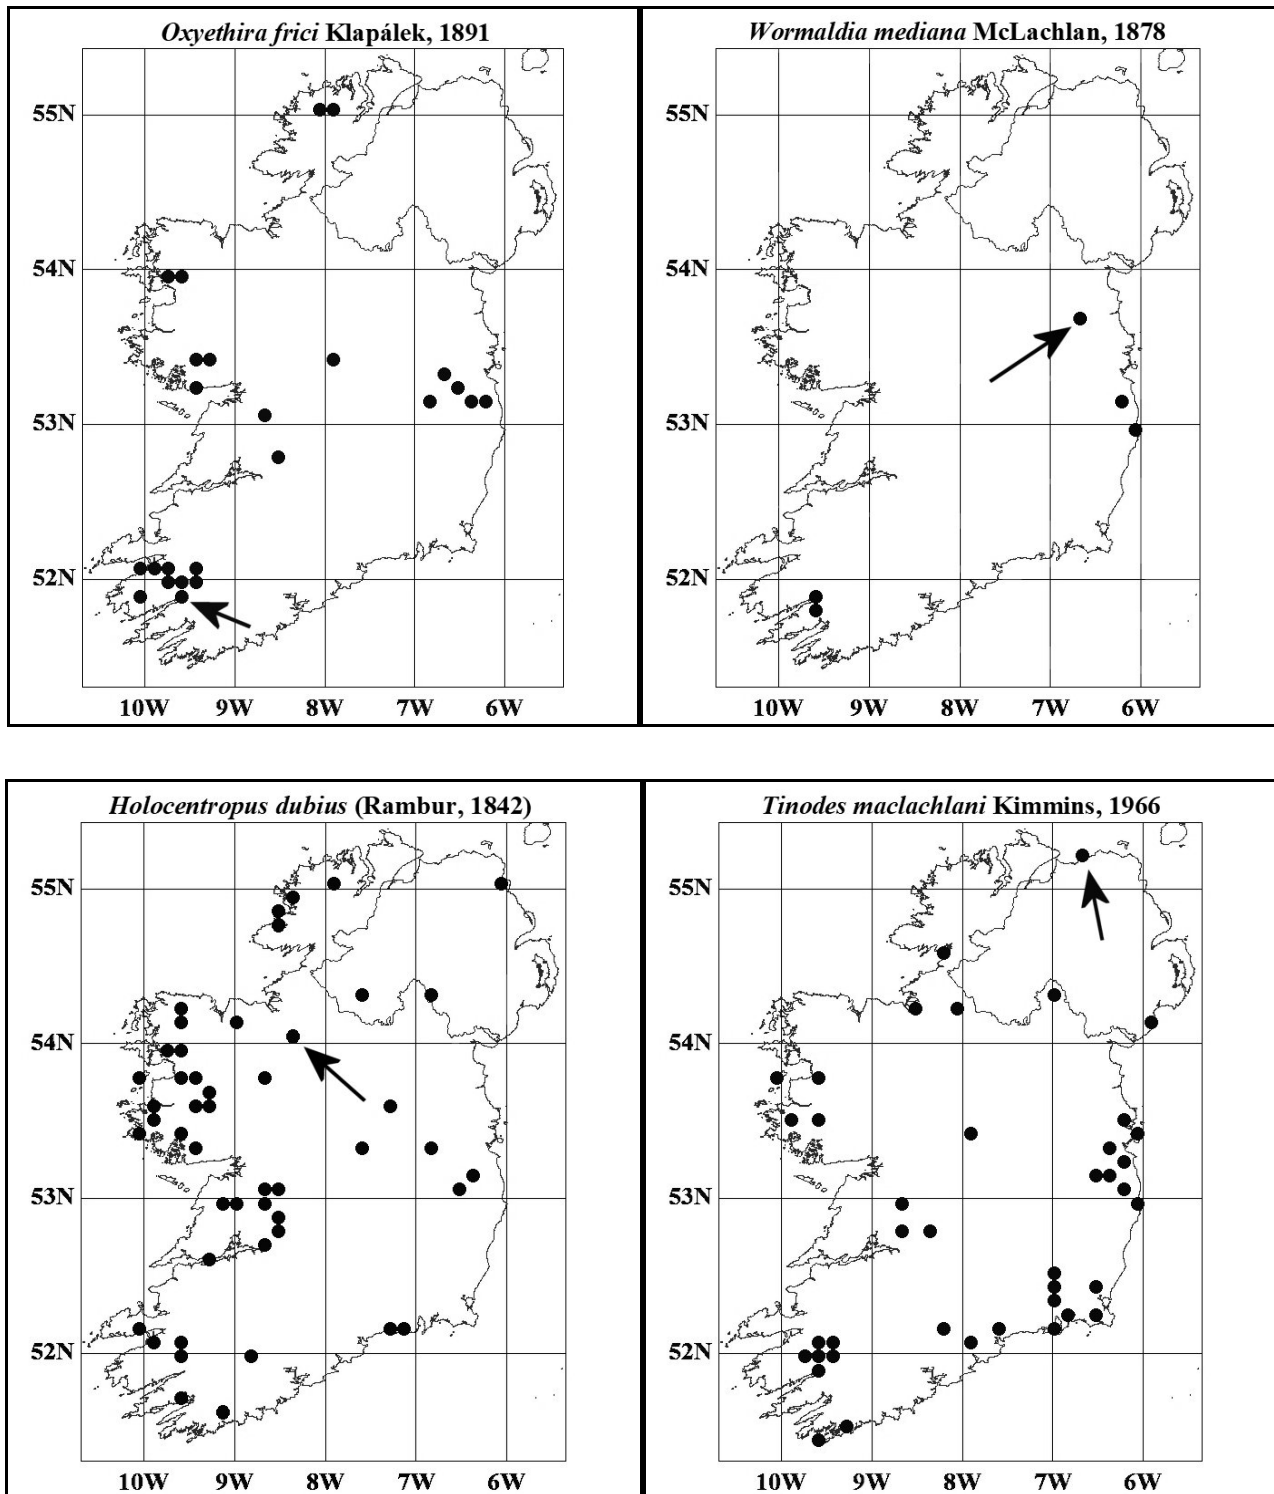 Oxyethira frici Klapálek, 1891
55N
54N
53N
52N
10W 9W 8W 7W 6W
Wormaldia mediana McLachlan, 1878
55N
54N
53N
52N
10W 9W 8W 7W 6W
Holocentropus dubius (Rambur, 1842)
55N
54N
53N
52N
10W 9W 8W 7W 6W
Tinodes maclachlani Kimmins, 1966
55N
54N
53N
52N
10W 9W 8W 7W 6W